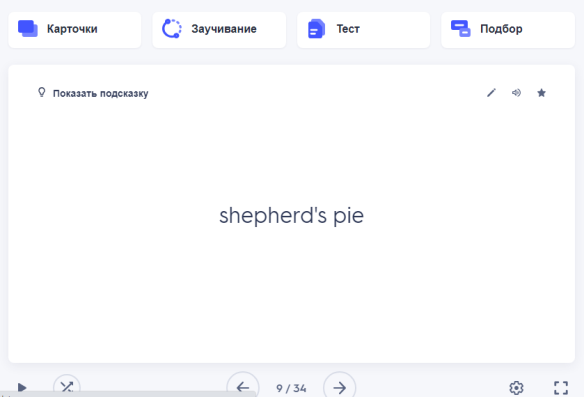 Карточки
Заучивание
Тест
Подбор
Показать подсказку
shepherd's pie
9 / 34